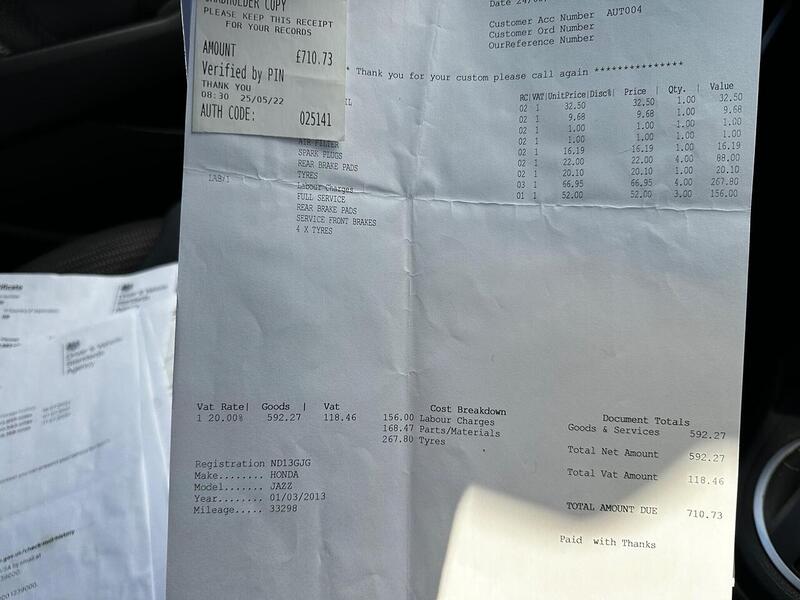 CARDHOLDER COPY
PLEASE KEEP THIS RECEIPT
FOR YOUR RECORDS
AMOUNT
£710.73
Verified by PIN
THANK YOU
08:30 25/05/22
AUTH CODE: 025141
Date 24/
Customer Acc Number AUT004
Customer Ord Number
OurReference Number
* Thank you for your custom please call again ***************
RC|VAT|UnitPrice|Disc%| Price | Qty. | Value
02 1 32.50 32.50 1.00 32.50
02 1 9.68 9.68 1.00 9.68
02 1 1.00 1.00 1.00 1.00
02 1 16.19 16.19 1.00 16.19
02 1 22.00 22.00 4.00 88.00
02 1 20.10 20.10 1.00 20.10
03 1 66.95 66.95 4.00 267.80
01 1 52.00 52.00 3.00 156.00
AIR FILTER
SPARK PLUGS
REAR BRAKE PADS
TYRES
LAB/1 Labour Charges
FULL SERVICE
REAR BRAKE PADS
SERVICE FRONT BRAKES
4 X TYRES
Vat Rate| Goods | Vat
1 20.00% 592.27 118.46
Cost Breakdown
156.00 Labour Charges
168.47 Parts/Materials
267.80 Tyres
Document Totals
Goods & Services 592.27
Total Net Amount 592.27
Total Vat Amount 118.46
TOTAL AMOUNT DUE 710.73
Paid with Thanks
Registration ND13GJG
Make........ HONDA
Model....... JAZZ
Year........ 01/03/2013
Mileage..... 33298
Driver & Vehicle
Standards
Agency